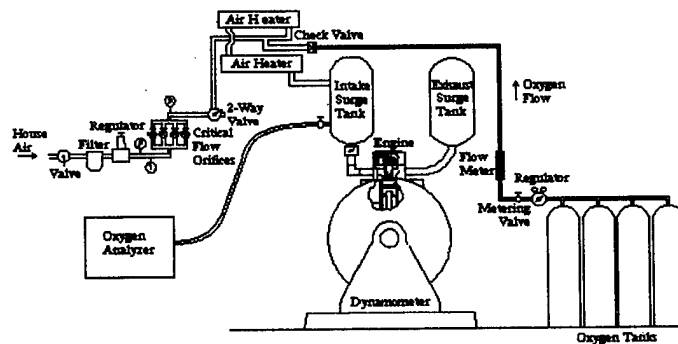 Air Heater
Check Valve
Air Heater
Intake
Surge
Tank
Exhaust
Surge
Tank
Oxygen
Flow
P
2-Way
Valve
Regulator
House
Air
Filter
P
Critical
Flow
Orifices
Engine
Flow
Meter
Regulator
Valve
T
Metering
Valve
Oxygen
Analyzer
Dynamometer
Oxygen Tanks